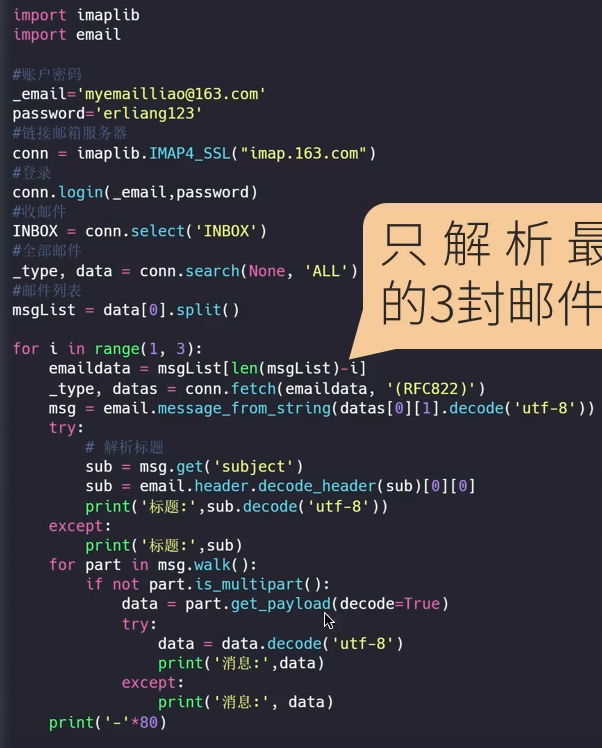 import imaplib
import email
#账户密码
_email='myemailliao@163.com'
password='erliang123'
#链接邮箱服务器
conn = imaplib.IMAP4_SSL("imap.163.com")
#登录
conn.login(_email,password)
#收邮件
INBOX = conn.select('INBOX')
#全部邮件
_type, data = conn.search(None, 'ALL')
#邮件列表
msgList = data[0].split()
只解析最
的3封邮件
for i in range(1, 3):
    emaildata = msgList[len(msgList)-i]
    _type, datas = conn.fetch(emaildata, '(RFC822)')
    msg = email.message_from_string(datas[0][1].decode('utf-8'))
    try:
        # 解析标题
        sub = msg.get('subject')
        sub = email.header.decode_header(sub)[0][0]
        print('标题:',sub.decode('utf-8'))
    except:
        print('标题:',sub)
    for part in msg.walk():
        if not part.is_multipart():
            data = part.get_payload(decode=True)
            try:
                data = data.decode('utf-8')
                print('消息:',data)
            except:
                print('消息:', data)
    print('-'*80)